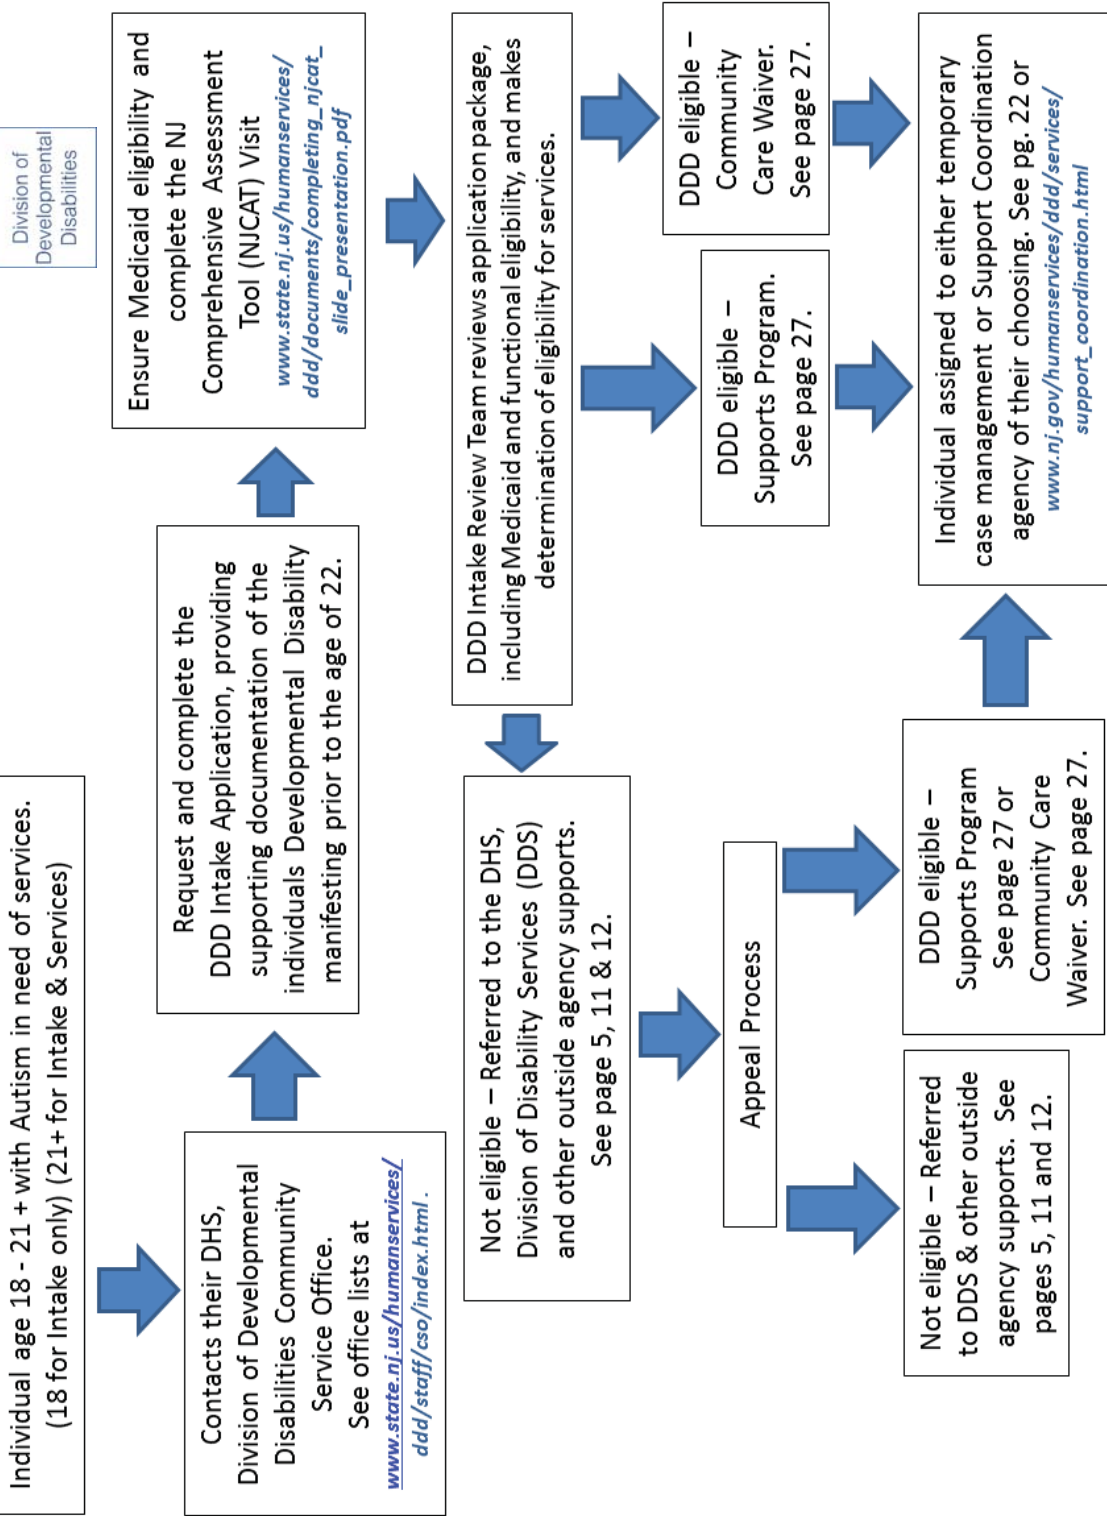 Division of
Developmental
Disabilities
Individual age 18 - 21 + with Autism in need of services.
(18 for Intake only) (21+ for Intake & Services)
Contacts their DHS,
Division of Developmental
Disabilities Community
Service Office.
See office lists at
www.state.nj.us/humanservices/
ddd/staff/cso/index.html .
Request and complete the
DDD Intake Application, providing
supporting documentation of the
individuals Developmental Disability
manifesting prior to the age of 22.
Ensure Medicaid eligibility and
complete the NJ
Comprehensive Assessment
Tool (NJCAT) Visit
www.state.nj.us/humanservices/
ddd/documents/completing_njcat_
slide_presentation.pdf
DDD Intake Review Team reviews application package,
including Medicaid and functional eligibility, and makes
determination of eligibility for services.
Not eligible – Referred to the DHS,
Division of Disability Services (DDS)
and other outside agency supports.
See page 5, 11 & 12.
DDD eligible –
Supports Program.
See page 27.
DDD eligible –
Community
Care Waiver.
See page 27.
Appeal Process
Not eligible – Referred
to DDS & other outside
agency supports. See
pages 5, 11 and 12.
DDD eligible –
Supports Program
See page 27 or
Community Care
Waiver. See page 27.
Individual assigned to either temporary
case management or Support Coordination
agency of their choosing. See pg. 22 or
www.nj.gov/humanservices/ddd/services/
support_coordination.html